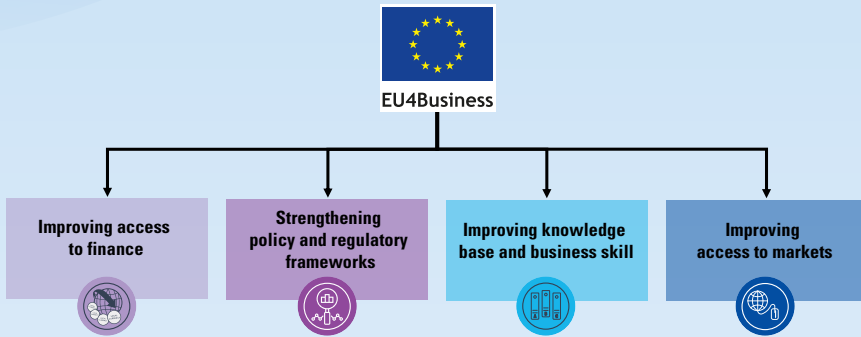 EU4Business
Improving access
to finance
Strengthening
policy and regulatory
frameworks
Improving knowledge
base and business skill
Improving
access to markets